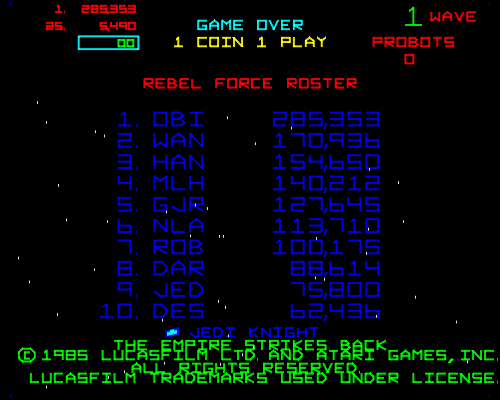 1. 285,353
25. 5,490
00
GAME OVER
1 COIN 1 PLAY
1 WAVE
PROBOTS
0
REBEL FORCE ROSTER
1. OBI 285,353
2. WAN 170,936
3. HAN 154,650
4. MLH 140,212
5. GJR 127,645
6. NLA 113,710
7. ROB 100,175
8. DAR 88,614
9. JED 75,800
10. DES 62,436
JEDI KNIGHT
THE EMPIRE STRIKES BACK
© 1985 LUCASFILM LTD AND ATARI GAMES, INC.
ALL RIGHTS RESERVED
LUCASFILM TRADEMARKS USED UNDER LICENSE.